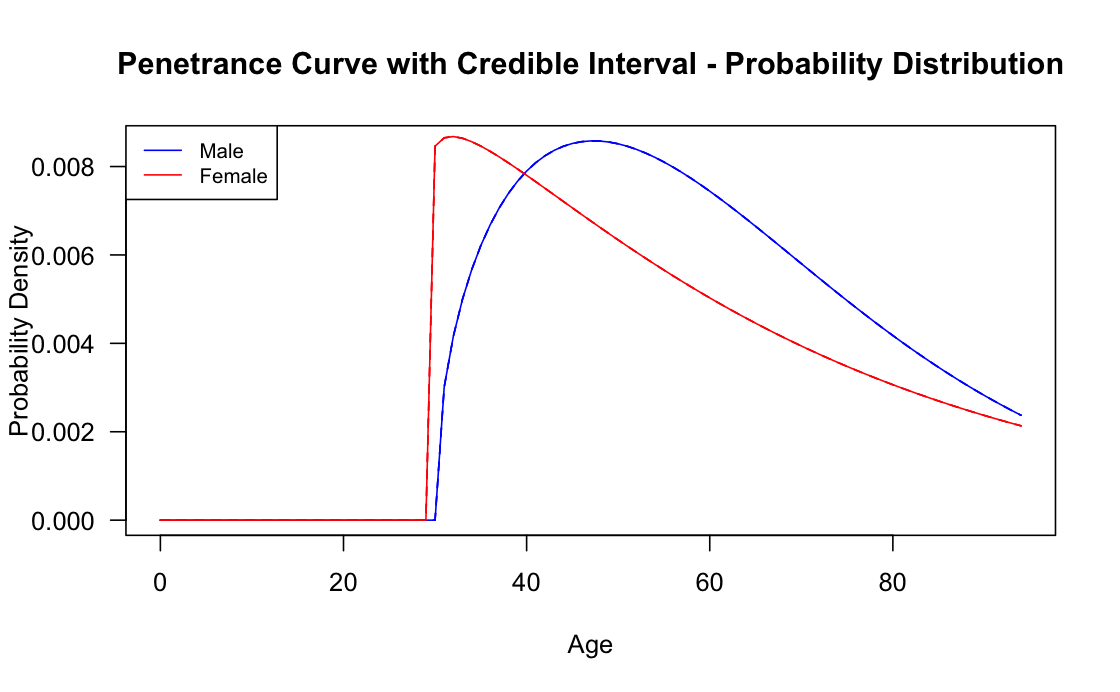 Penetrance Curve with Credible Interval - Probability Distribution
Male
Female
Probability Density
0.008
0.006
0.004
0.002
0.000
0 20 40 60 80
Age